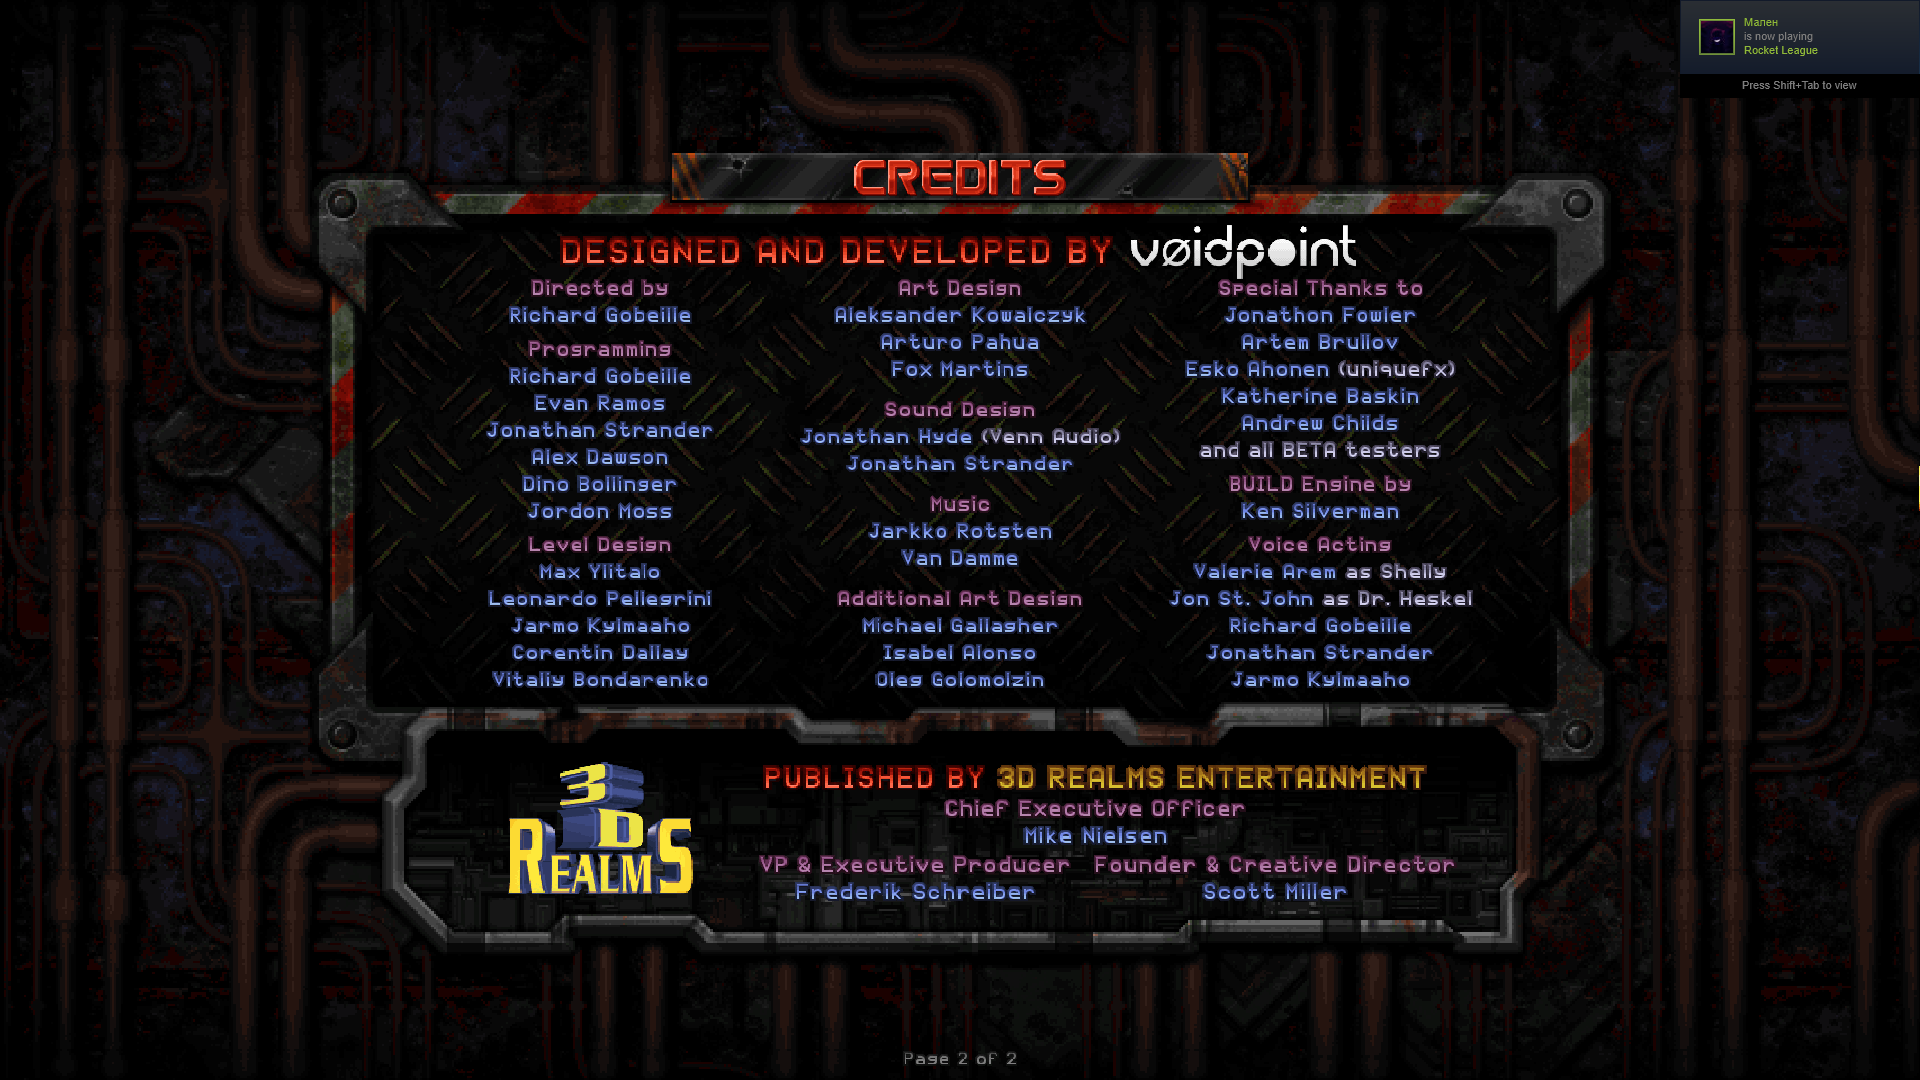 Мален
is now playing
Rocket League
Press Shift+Tab to view
CREDITS
DESIGNED AND DEVELOPED BY vøidpoint
Directed by
Richard Gobeille
Programming
Richard Gobeille
Evan Ramos
Jonathan Strander
Alex Dawson
Dino Bollinger
Jordon Moss
Level Design
Max Ylitalo
Leonardo Pellegrini
Jarmo Kylmaaho
Corentin Dallay
Vitaliy Bondarenko
Art Design
Aleksander Kowalczyk
Arturo Pahua
Fox Martins
Sound Design
Jonathan Hyde (Venn Audio)
Jonathan Strander
Music
Jarkko Rotsten
Van Damme
Additional Art Design
Michael Gallagher
Isabel Alonso
Oleg Golomolzin
Special Thanks to
Jonathon Fowler
Artem Brullov
Esko Ahonen (uniquefx)
Katherine Baskin
Andrew Childs
and all BETA testers
BUILD Engine by
Ken Silverman
Voice Acting
Valerie Arem as Shelly
Jon St. John as Dr. Heskel
Richard Gobeille
Jonathan Strander
Jarmo Kylmaaho
3D REALMS
PUBLISHED BY 3D REALMS ENTERTAINMENT
Chief Executive Officer
Mike Nielsen
VP & Executive Producer
Frederik Schreiber
Founder & Creative Director
Scott Miller
Page 2 of 2